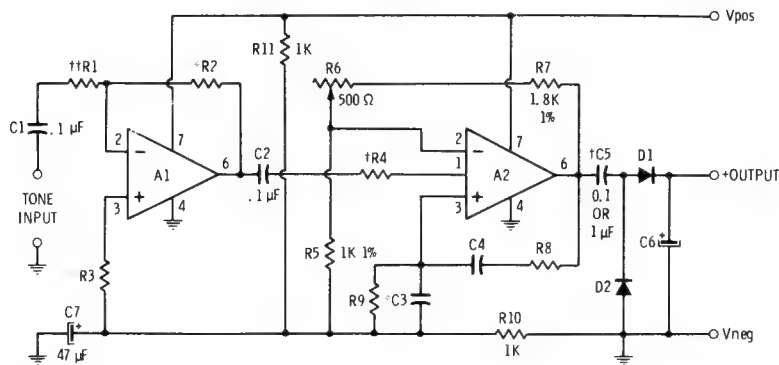 Vpos
R11
1K
††R1
°R2
R6
500 Ω
R7
1.8K
1%
C1
.1 µF
2
7
A1
6
3
4
C2
.1 µF
†R4
2
7
1
A2
6
3
4
†C5
0.1
OR
1 µF
D1
+OUTPUT
TONE
INPUT
R3
R5
1K 1%
C4
R8
C6
+
R9
°C3
D2
C7
+
47 µF
R10
1K
Vneg